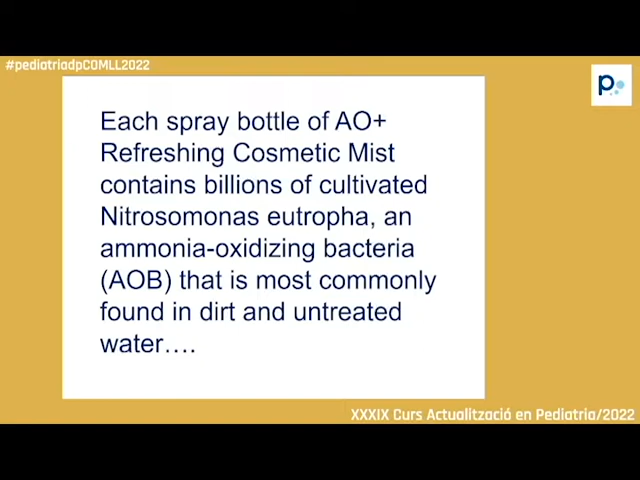 #pediatriadpCOMLL2022
p.
Each spray bottle of AO+
Refreshing Cosmetic Mist
contains billions of cultivated
Nitrosomonas eutropha, an
ammonia-oxidizing bacteria
(AOB) that is most commonly
found in dirt and untreated
water….
XXXIX Curs Actualització en Pediatria/2022